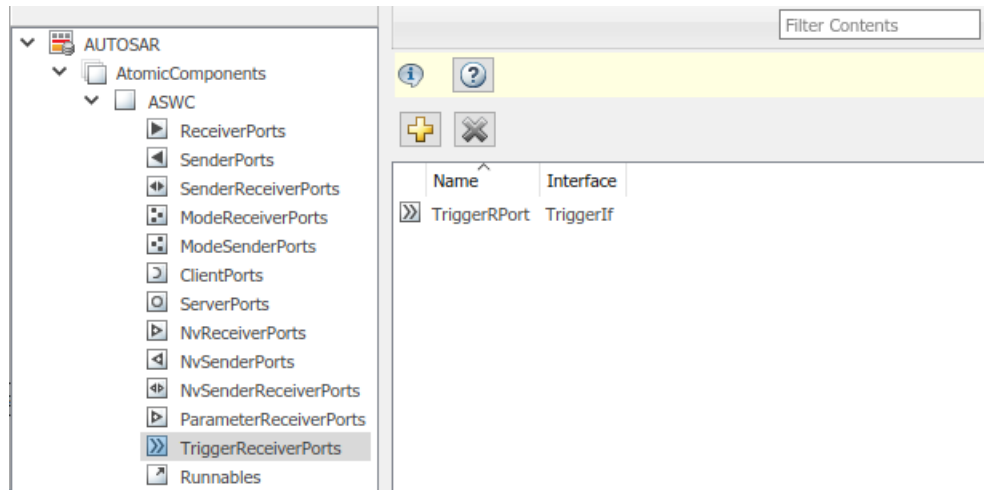 Filter Contents
AUTOSAR
AtomicComponents
ASWC
ReceiverPorts
SenderPorts
SenderReceiverPorts
ModeReceiverPorts
ModeSenderPorts
ClientPorts
ServerPorts
NvReceiverPorts
NvSenderPorts
NvSenderReceiverPorts
ParameterReceiverPorts
TriggerReceiverPorts
Runnables
Name Interface
TriggerRPort TriggerIf